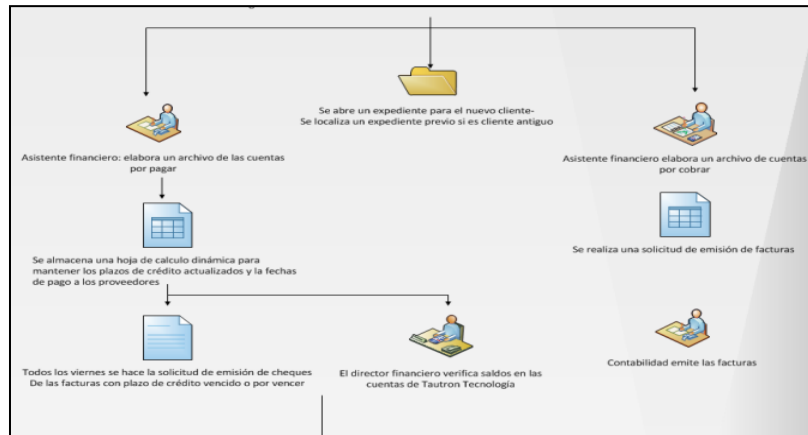 Se abre un expediente para el nuevo cliente-
Se localiza un expediente previo si es cliente antiguo
Asistente financiero: elabora un archivo de las cuentas
por pagar
Asistente financiero elabora un archivo de cuentas
por cobrar
Se almacena una hoja de calculo dinámica para
mantener los plazos de crédito actualizados y la fechas
de pago a los proveedores
Se realiza una solicitud de emisión de facturas
Todos los viernes se hace la solicitud de emisión de cheques
De las facturas con plazo de crédito vencido o por vencer
El director financiero verifica saldos en las
cuentas de Tautron Tecnología
Contabilidad emite las facturas